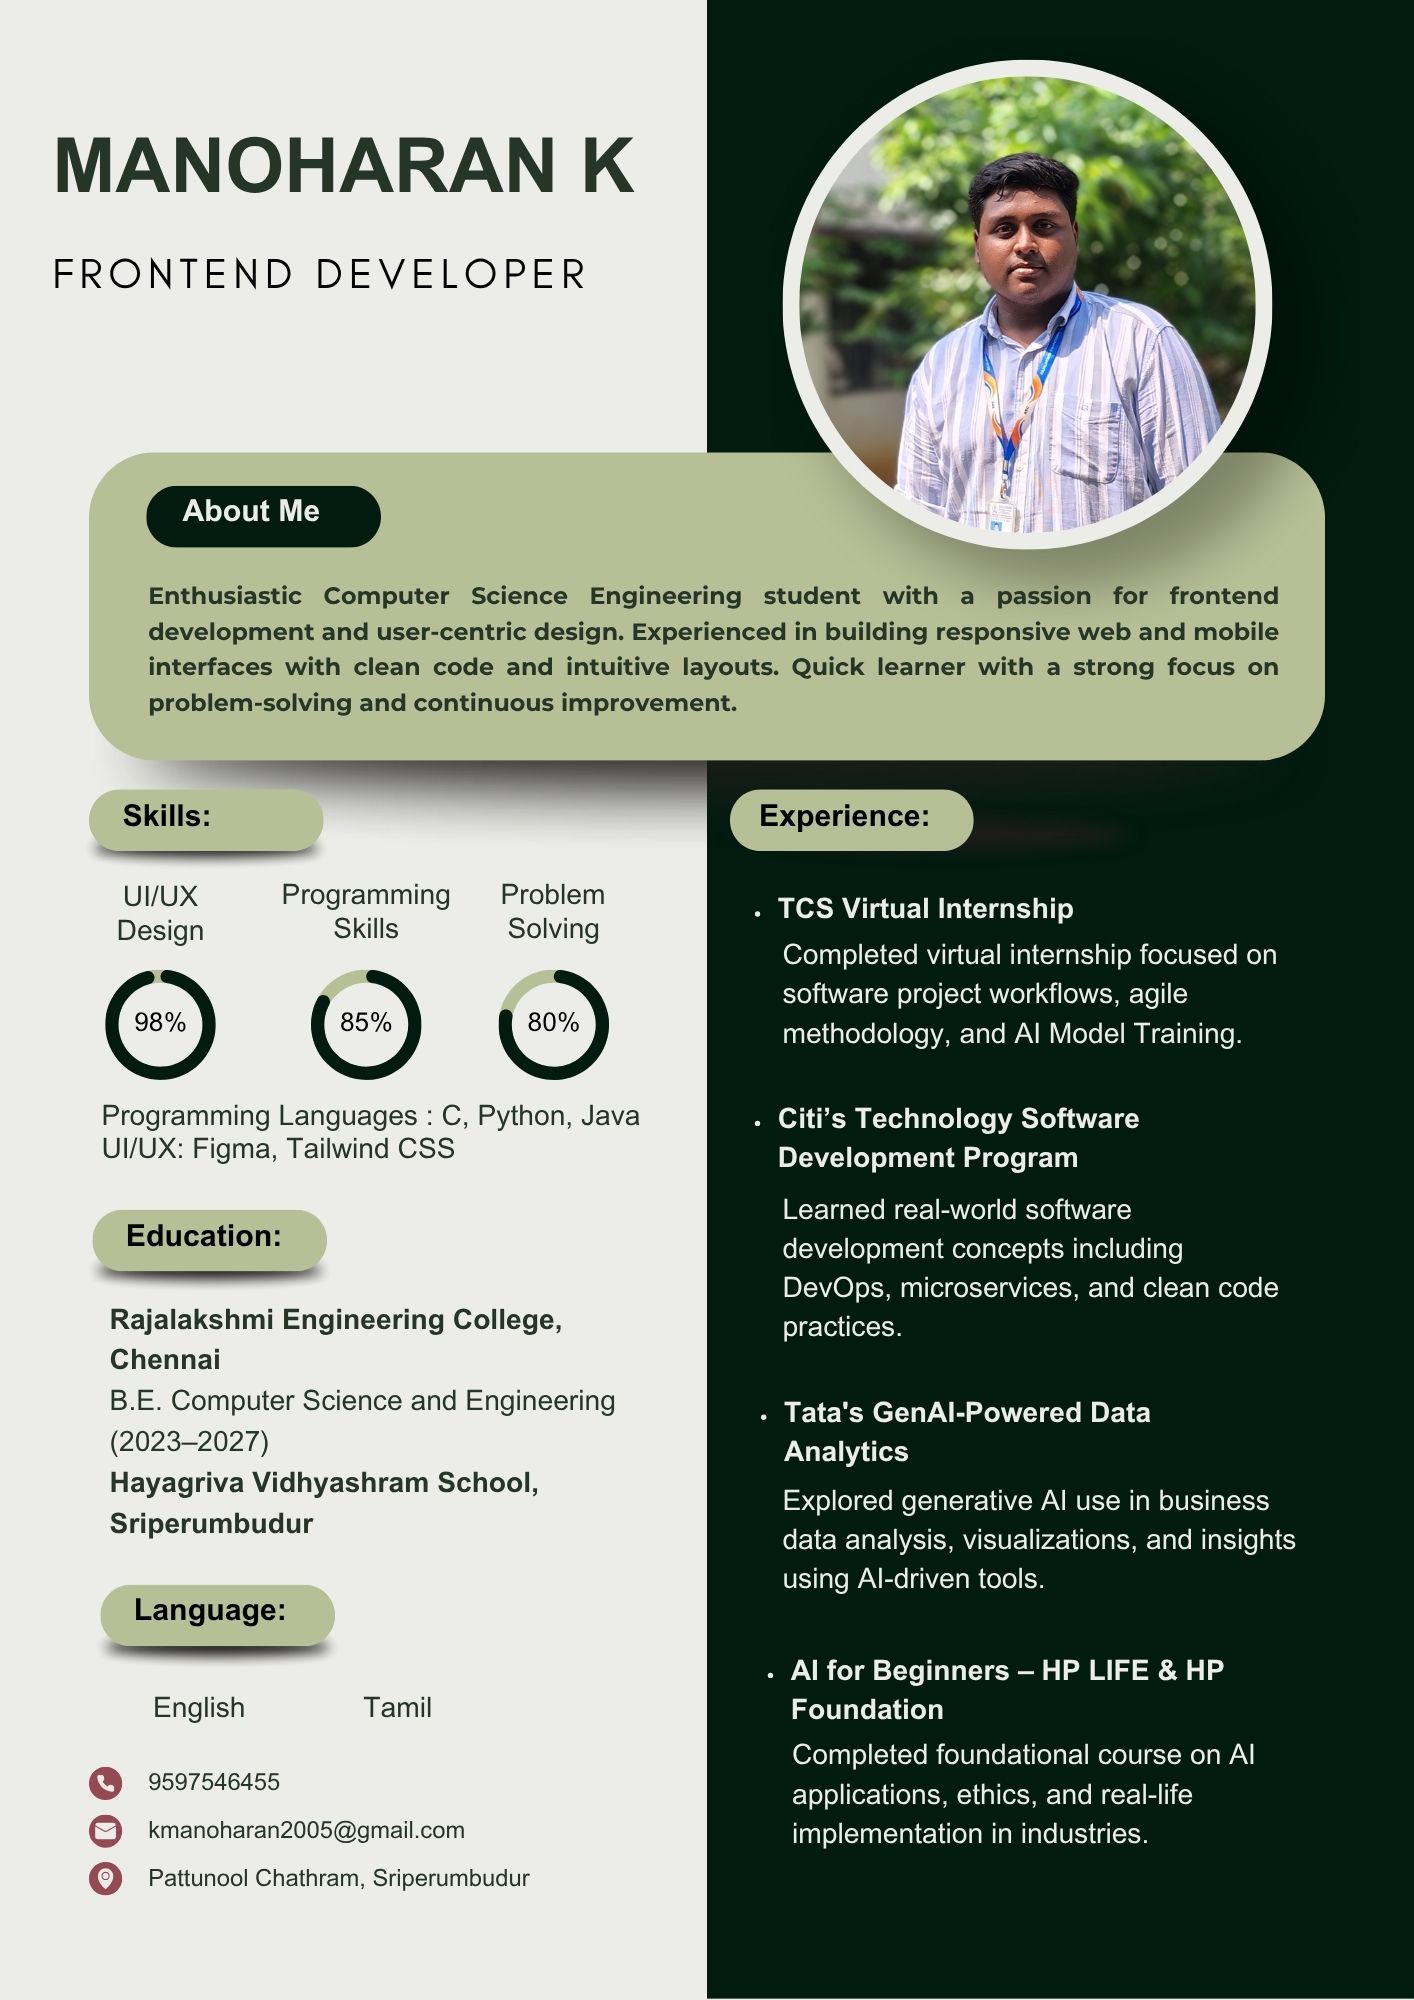 MANOHARAN K
FRONTEND DEVELOPER
About Me
Enthusiastic Computer Science Engineering student with a passion for frontend
development and user-centric design. Experienced in building responsive web and mobile
interfaces with clean code and intuitive layouts. Quick learner with a strong focus on
problem-solving and continuous improvement.
Skills:
UI/UX
Design
Programming
Skills
Problem
Solving
98%
85%
80%
Programming Languages : C, Python, Java
UI/UX: Figma, Tailwind CSS
Education:
Rajalakshmi Engineering College,
Chennai
B.E. Computer Science and Engineering
(2023–2027)
Hayagriva Vidhyashram School,
Sriperumbudur
Language:
English
Tamil
9597546455
kmanoharan2005@gmail.com
Pattunool Chathram, Sriperumbudur
Experience:
• TCS Virtual Internship
Completed virtual internship focused on
software project workflows, agile
methodology, and AI Model Training.
• Citi’s Technology Software
Development Program
Learned real-world software
development concepts including
DevOps, microservices, and clean code
practices.
• Tata's GenAI-Powered Data
Analytics
Explored generative AI use in business
data analysis, visualizations, and insights
using AI-driven tools.
• AI for Beginners – HP LIFE & HP
Foundation
Completed foundational course on AI
applications, ethics, and real-life
implementation in industries.